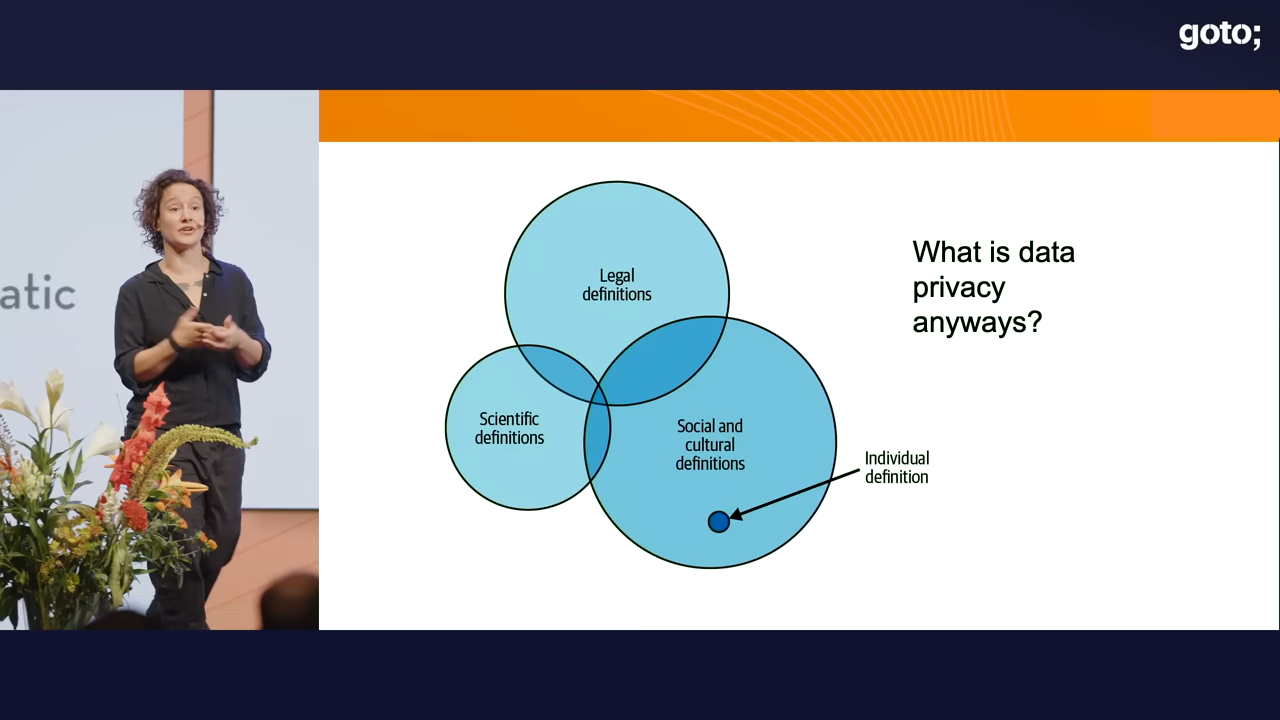 goto;
atic
What is data
privacy
anyways?
Legal
definitions
Scientific
definitions
Social and
cultural
definitions
Individual
definition